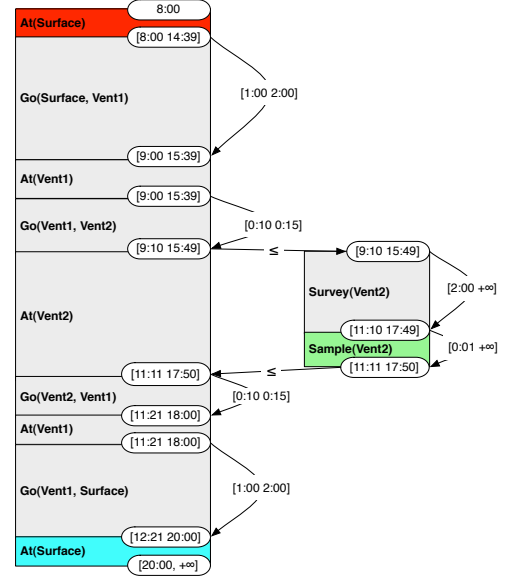 8:00
At(Surface)
[8:00 14:39]
[1:00 2:00]
Go(Surface, Vent1)
[9:00 15:39]
At(Vent1)
[9:00 15:39]
Go(Vent1, Vent2)
[0:10 0:15]
[9:10 15:49]
≤
[9:10 15:49]
Survey(Vent2)
[2:00 +∞]
At(Vent2)
[11:10 17:49]
Sample(Vent2)
[0:01 +∞]
[11:11 17:50]
≤
[11:11 17:50]
Go(Vent2, Vent1)
[0:10 0:15]
[11:21 18:00]
At(Vent1)
[11:21 18:00]
Go(Vent1, Surface)
[1:00 2:00]
[12:21 20:00]
At(Surface)
[20:00, +∞]